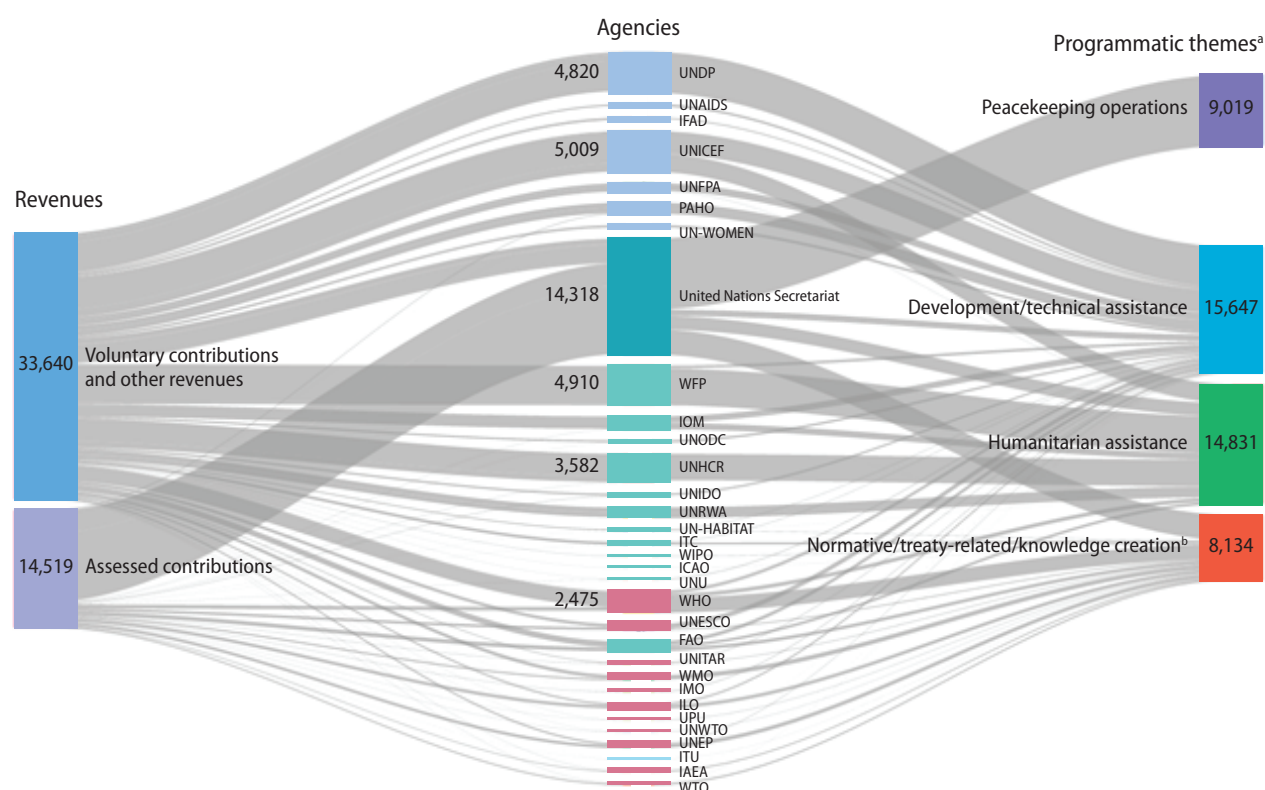 Agencies
Programmatic themesᵃ
Revenues
33,640
Voluntary contributions
and other revenues
14,519
Assessed contributions
4,820
UNDP
UNAIDS
IFAD
5,009
UNICEF
UNFPA
PAHO
UN-WOMEN
14,318
United Nations Secretariat
4,910
WFP
IOM
UNODC
3,582
UNHCR
UNIDO
UNRWA
UN-HABITAT
ITC
WIPO
ICAO
UNU
2,475
WHO
UNESCO
FAO
UNITAR
WMO
IMO
ILO
UPU
UNWTO
UNEP
ITU
IAEA
WTO
Peacekeeping operations
9,019
Development/technical assistance
15,647
Humanitarian assistance
14,831
Normative/treaty-related/knowledge creationᵇ
8,134